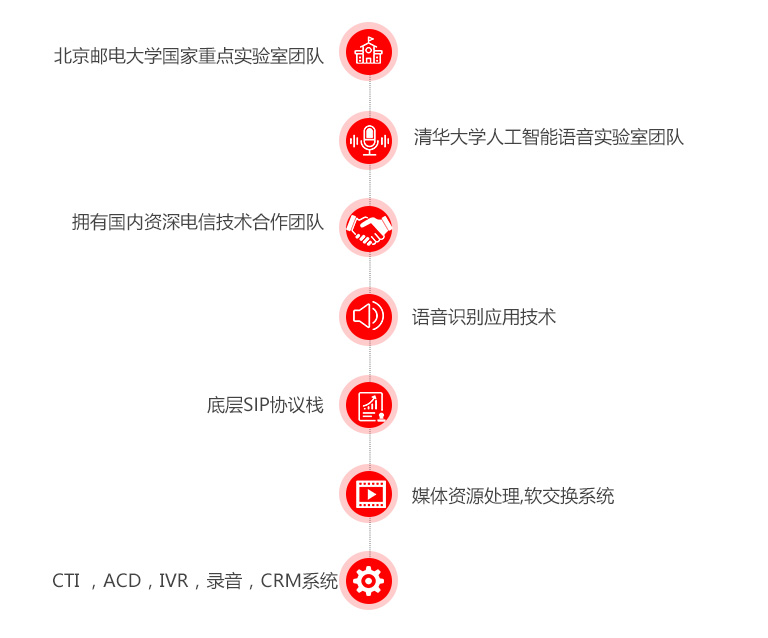 北京邮电大学国家重点实验室团队
清华大学人工智能语音实验室团队
拥有国内资深电信技术合作团队
语音识别应用技术
底层SIP协议栈
媒体资源处理,软交换系统
CTI ，ACD，IVR，录音，CRM系统